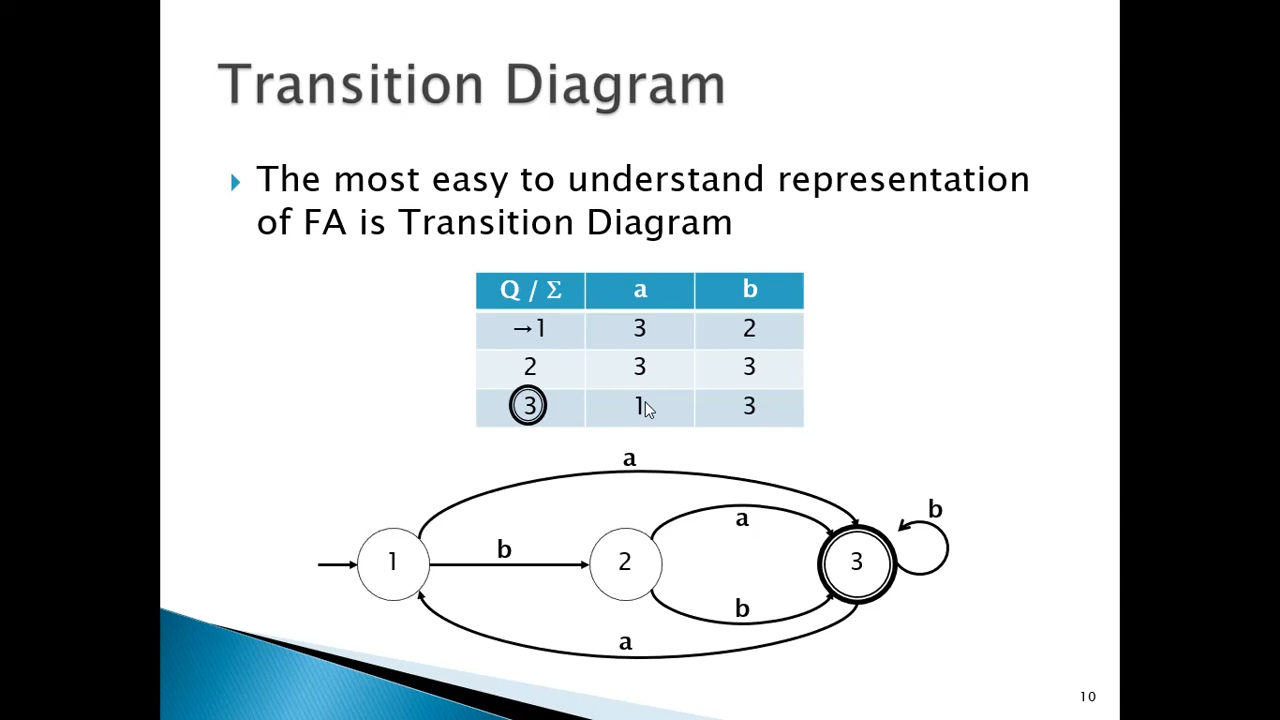 Transition Diagram
The most easy to understand representation
of FA is Transition Diagram
Q / Σ a b
→1 3 2
2 3 3
3 1 3
a
b
a
b
1 b 2 3
b
a
10